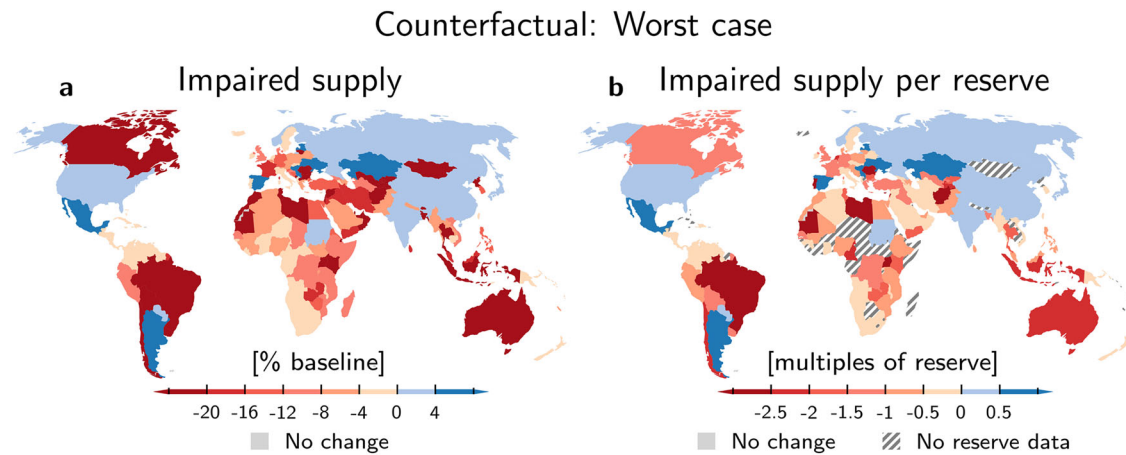 Counterfactual: Worst case
a Impaired supply
b Impaired supply per reserve
[% baseline]
-20 -16 -12 -8 -4 0 4
No change
[multiples of reserve]
-2.5 -2 -1.5 -1 -0.5 0 0.5
No change
No reserve data